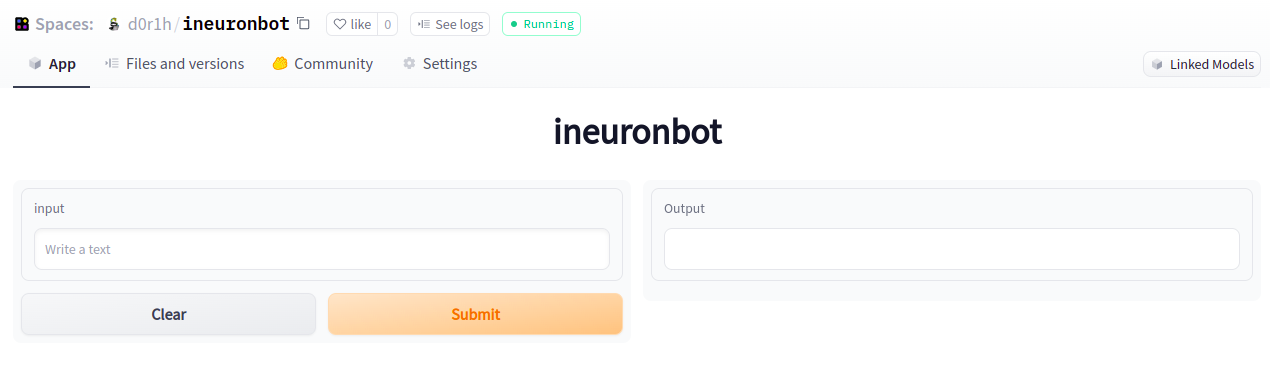 Spaces: d0r1h/ineuronbot like 0 See logs Running
App Files and versions Community Settings Linked Models
ineuronbot
input
Write a text
Clear Submit
Output